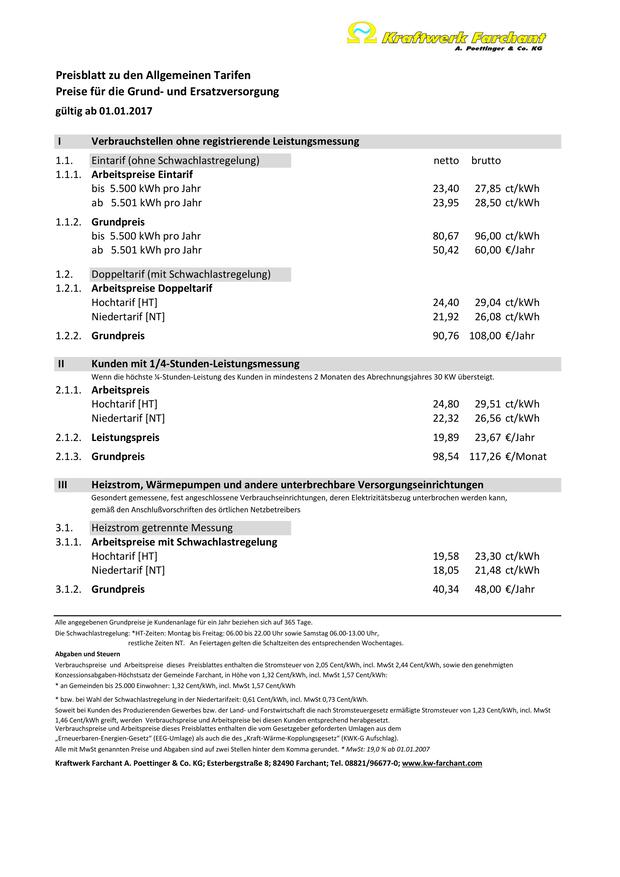 Kraftwerk Farchant
A. Poettinger & Co. KG
Preisblatt zu den Allgemeinen Tarifen
Preise für die Grund- und Ersatzversorgung
gültig ab 01.01.2017
I Verbrauchstellen ohne registrierende Leistungsmessung
1.1. Eintarif (ohne Schwachlastregelung) netto brutto
1.1.1. Arbeitspreise Eintarif
bis 5.500 kWh pro Jahr 23,40 27,85 ct/kWh
ab 5.501 kWh pro Jahr 23,95 28,50 ct/kWh
1.1.2. Grundpreis
bis 5.500 kWh pro Jahr 80,67 96,00 ct/kWh
ab 5.501 kWh pro Jahr 50,42 60,00 €/Jahr
1.2. Doppeltarif (mit Schwachlastregelung)
1.2.1. Arbeitspreise Doppeltarif
Hochtarif [HT] 24,40 29,04 ct/kWh
Niedertarif [NT] 21,92 26,08 ct/kWh
1.2.2. Grundpreis 90,76 108,00 €/Jahr
II Kunden mit 1/4-Stunden-Leistungsmessung
Wenn die höchste ¼-Stunden-Leistung des Kunden in mindestens 2 Monaten des Abrechnungsjahres 30 KW übersteigt.
2.1.1. Arbeitspreis
Hochtarif [HT] 24,80 29,51 ct/kWh
Niedertarif [NT] 22,32 26,56 ct/kWh
2.1.2. Leistungspreis 19,89 23,67 €/Jahr
2.1.3. Grundpreis 98,54 117,26 €/Monat
III Heizstrom, Wärmepumpen und andere unterbrechbare Versorgungseinrichtungen
Gesondert gemessene, fest angeschlossene Verbrauchseinrichtungen, deren Elektrizitätsbezug unterbrochen werden kann,
gemäß den Anschlußvorschriften des örtlichen Netzbetreibers
3.1. Heizstrom getrennte Messung
3.1.1. Arbeitspreise mit Schwachlastregelung
Hochtarif [HT] 19,58 23,30 ct/kWh
Niedertarif [NT] 18,05 21,48 ct/kWh
3.1.2. Grundpreis 40,34 48,00 €/Jahr
Alle angegebenen Grundpreise je Kundenanlage für ein Jahr beziehen sich auf 365 Tage.
Die Schwachlastregelung: *HT-Zeiten: Montag bis Freitag: 06.00 bis 22.00 Uhr sowie Samstag 06.00-13.00 Uhr,
restliche Zeiten NT. An Feiertagen gelten die Schaltzeiten des entsprechenden Wochentages.
Abgaben und Steuern
Verbrauchspreise und Arbeitspreise dieses Preisblattes enthalten die Stromsteuer von 2,05 Cent/kWh, incl. MwSt 2,44 Cent/kWh, sowie den genehmigten
Konzessionsabgaben-Höchstsatz der Gemeinde Farchant, in Höhe von 1,32 Cent/kWh, incl. MwSt 1,57 Cent/kWh:
* an Gemeinden bis 25.000 Einwohner: 1,32 Cent/kWh, incl. MwSt 1,57 Cent/kWh
* bzw. bei Wahl der Schwachlastregelung in der Niedertarifzeit: 0,61 Cent/kWh, incl. MwSt 0,73 Cent/kWh.
Soweit bei Kunden des Produzierenden Gewerbes bzw. der Land- und Forstwirtschaft die nach Stromsteuergesetz ermäßigte Stromsteuer von 1,23 Cent/kWh, incl. MwSt
1,46 Cent/kWh greift, werden Verbrauchspreise und Arbeitspreise bei diesen Kunden entsprechend herabgesetzt.
Verbrauchspreise und Arbeitspreise dieses Preisblattes enthalten die vom Gesetzgeber geforderten Umlagen aus dem
„Erneuerbaren-Energien-Gesetz" (EEG-Umlage) als auch die des „Kraft-Wärme-Kopplungsgesetz" (KWK-G Aufschlag).
Alle mit MwSt genannten Preise und Abgaben sind auf zwei Stellen hinter dem Komma gerundet. * MwSt: 19,0 % ab 01.01.2007
Kraftwerk Farchant A. Poettinger & Co. KG; Esterbergstraße 8; 82490 Farchant; Tel. 08821/96677-0; www.kw-farchant.com